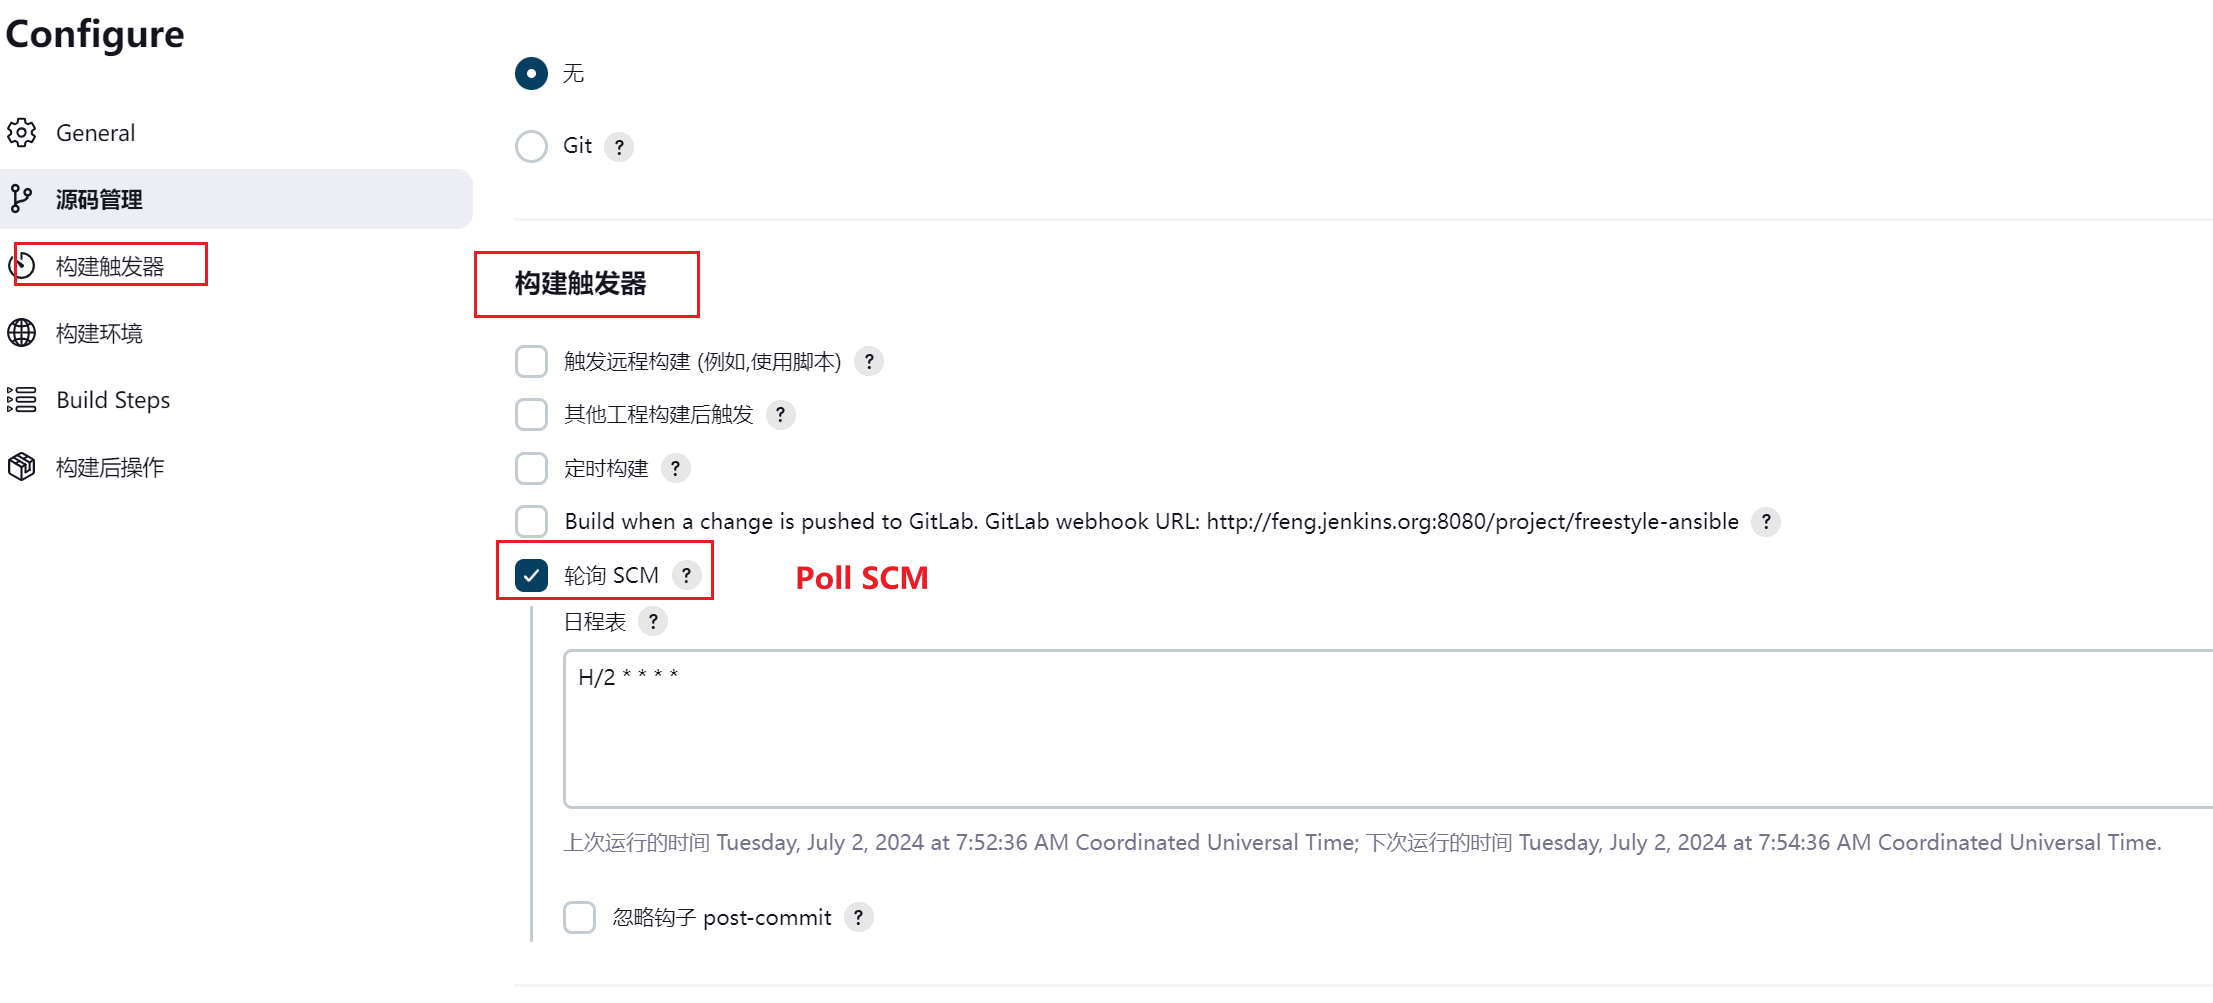 Configure
General
源码管理
构建触发器
构建环境
Build Steps
构建后操作
无
Git ?
构建触发器
触发远程构建 (例如,使用脚本) ?
其他工程构建后触发 ?
定时构建 ?
Build when a change is pushed to GitLab. GitLab webhook URL: http://feng.jenkins.org:8080/project/freestyle-ansible ?
轮询 SCM ? Poll SCM
日程表 ?
H/2 * * * *
上次运行的时间 Tuesday, July 2, 2024 at 7:52:36 AM Coordinated Universal Time; 下次运行的时间 Tuesday, July 2, 2024 at 7:54:36 AM Coordinated Universal Time.
忽略钩子 post-commit ?